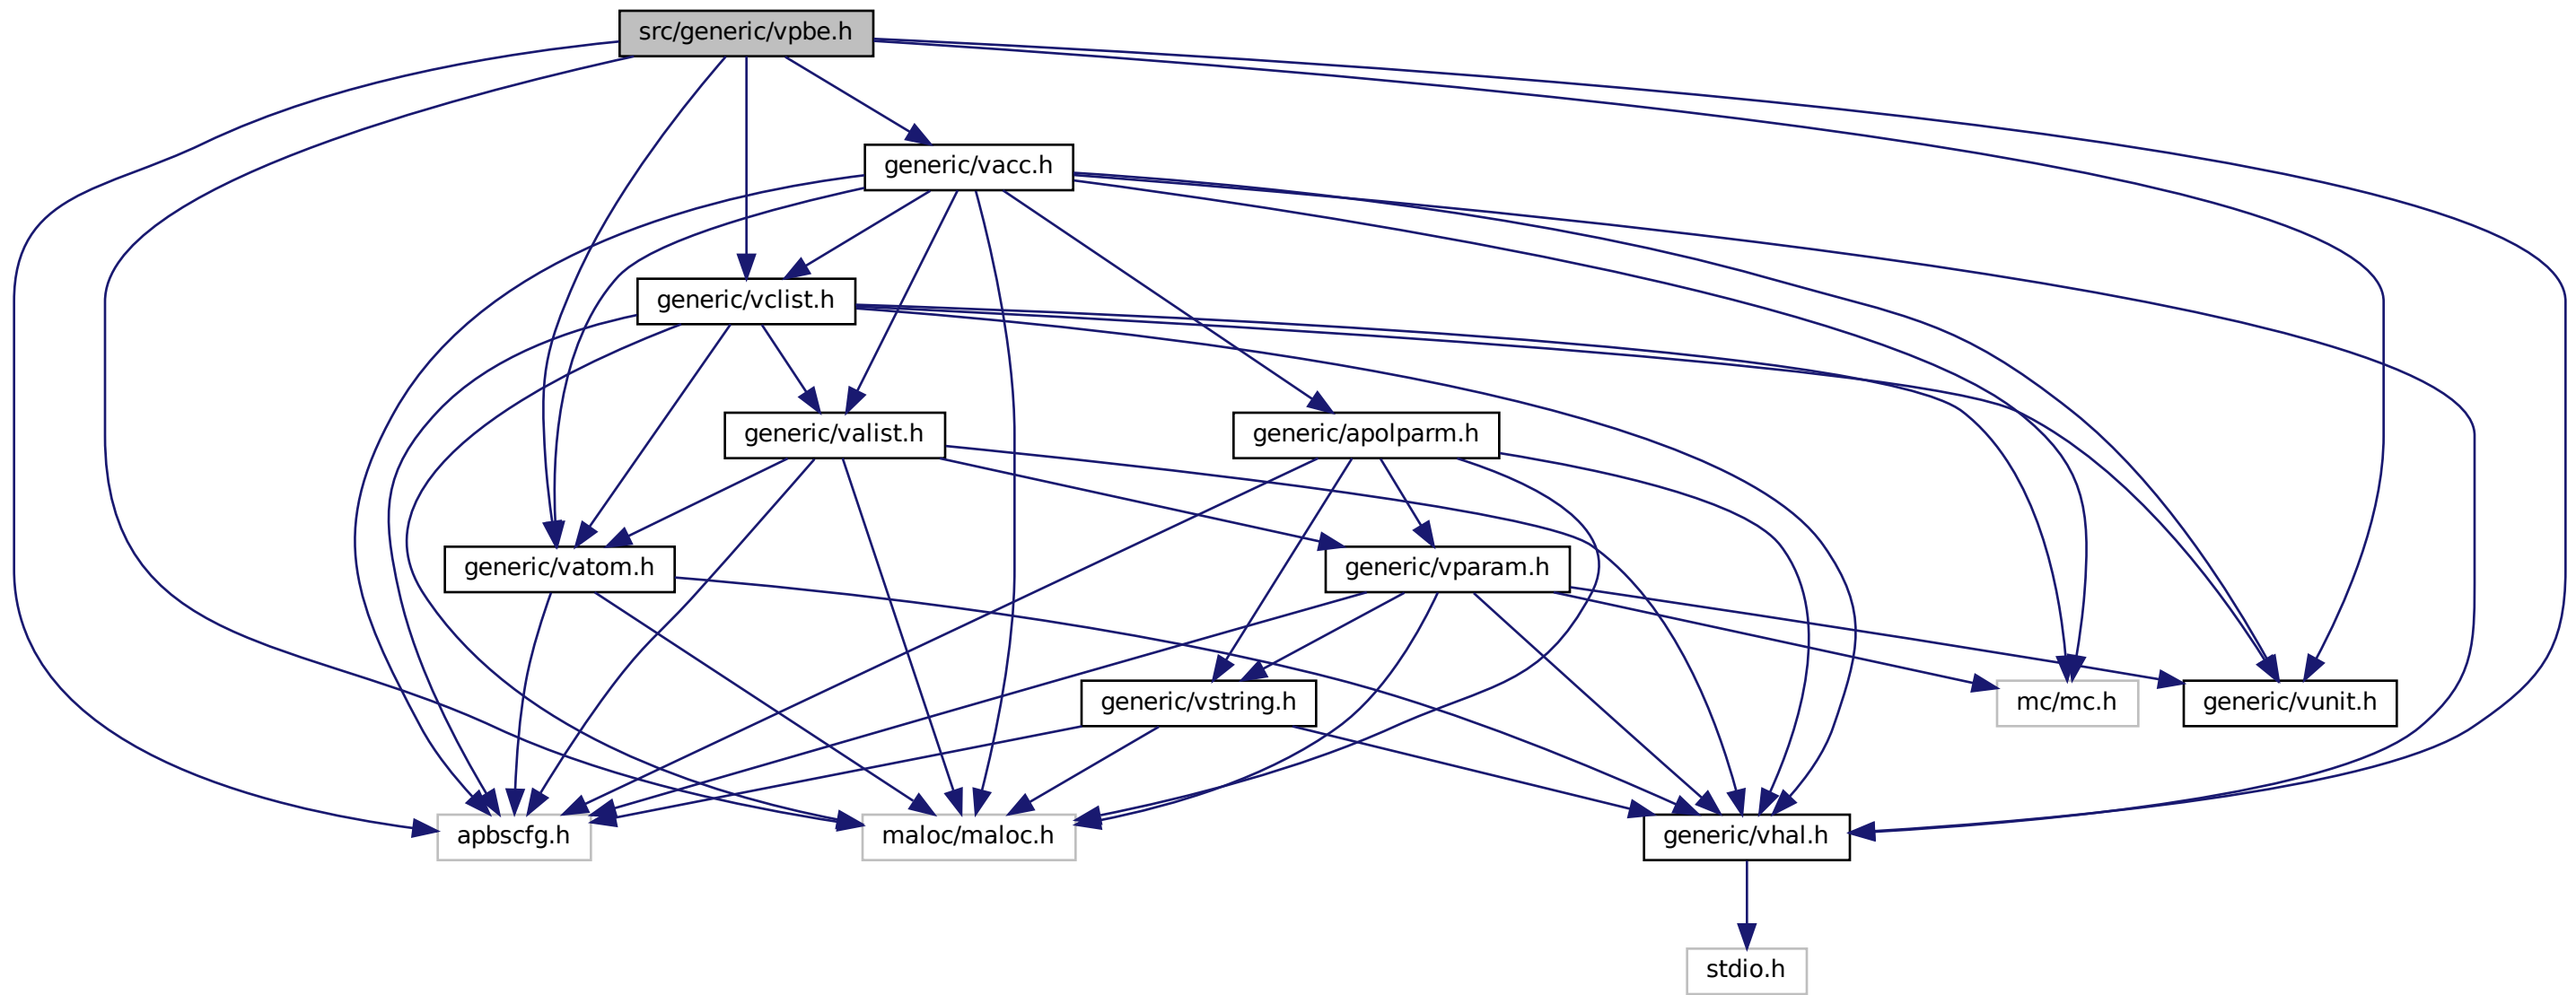 src/generic/vpbe.h
generic/vacc.h
generic/vclist.h
generic/valist.h
generic/apolparm.h
generic/vatom.h
generic/vparam.h
generic/vstring.h
mc/mc.h
generic/vunit.h
apbscfg.h
maloc/maloc.h
generic/vhal.h
stdio.h